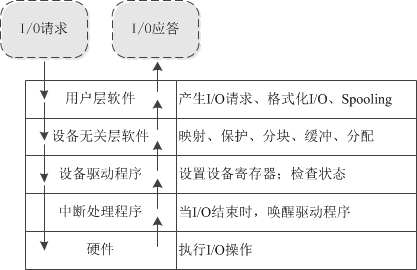 I/O请求 I/O应答
用户层软件 产生I/O请求、格式化I/O、Spooling
设备无关层软件 映射、保护、分块、缓冲、分配
设备驱动程序 设置设备寄存器；检查状态
中断处理程序 当I/O结束时，唤醒驱动程序
硬件 执行I/O操作